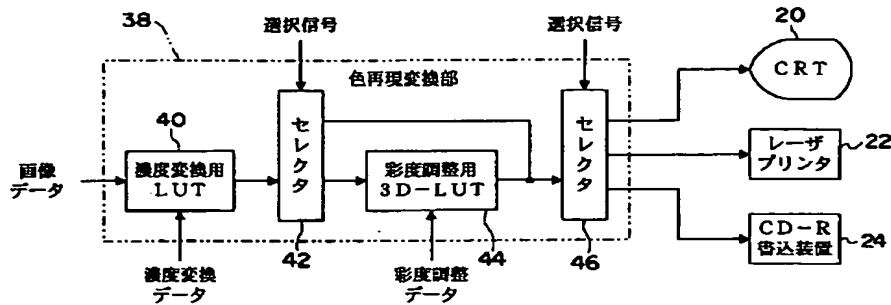 38
選択信号
選択信号
20
CRT
色再現変換部
40
セレクタ
セレクタ
画像
データ
濃度変換用
LUT
彩度調整用
3D-LUT
レーザ
プリンタ
22
42
44
46
CD-R
書込装置
24
濃度変換
データ
彩度調整
データ